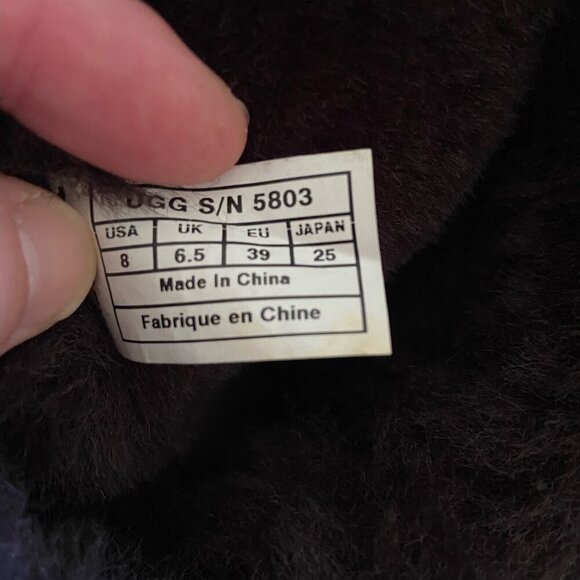 UGG S/N 5803
USA UK EU JAPAN
8 6.5 39 25
Made In China
Fabrique en Chine